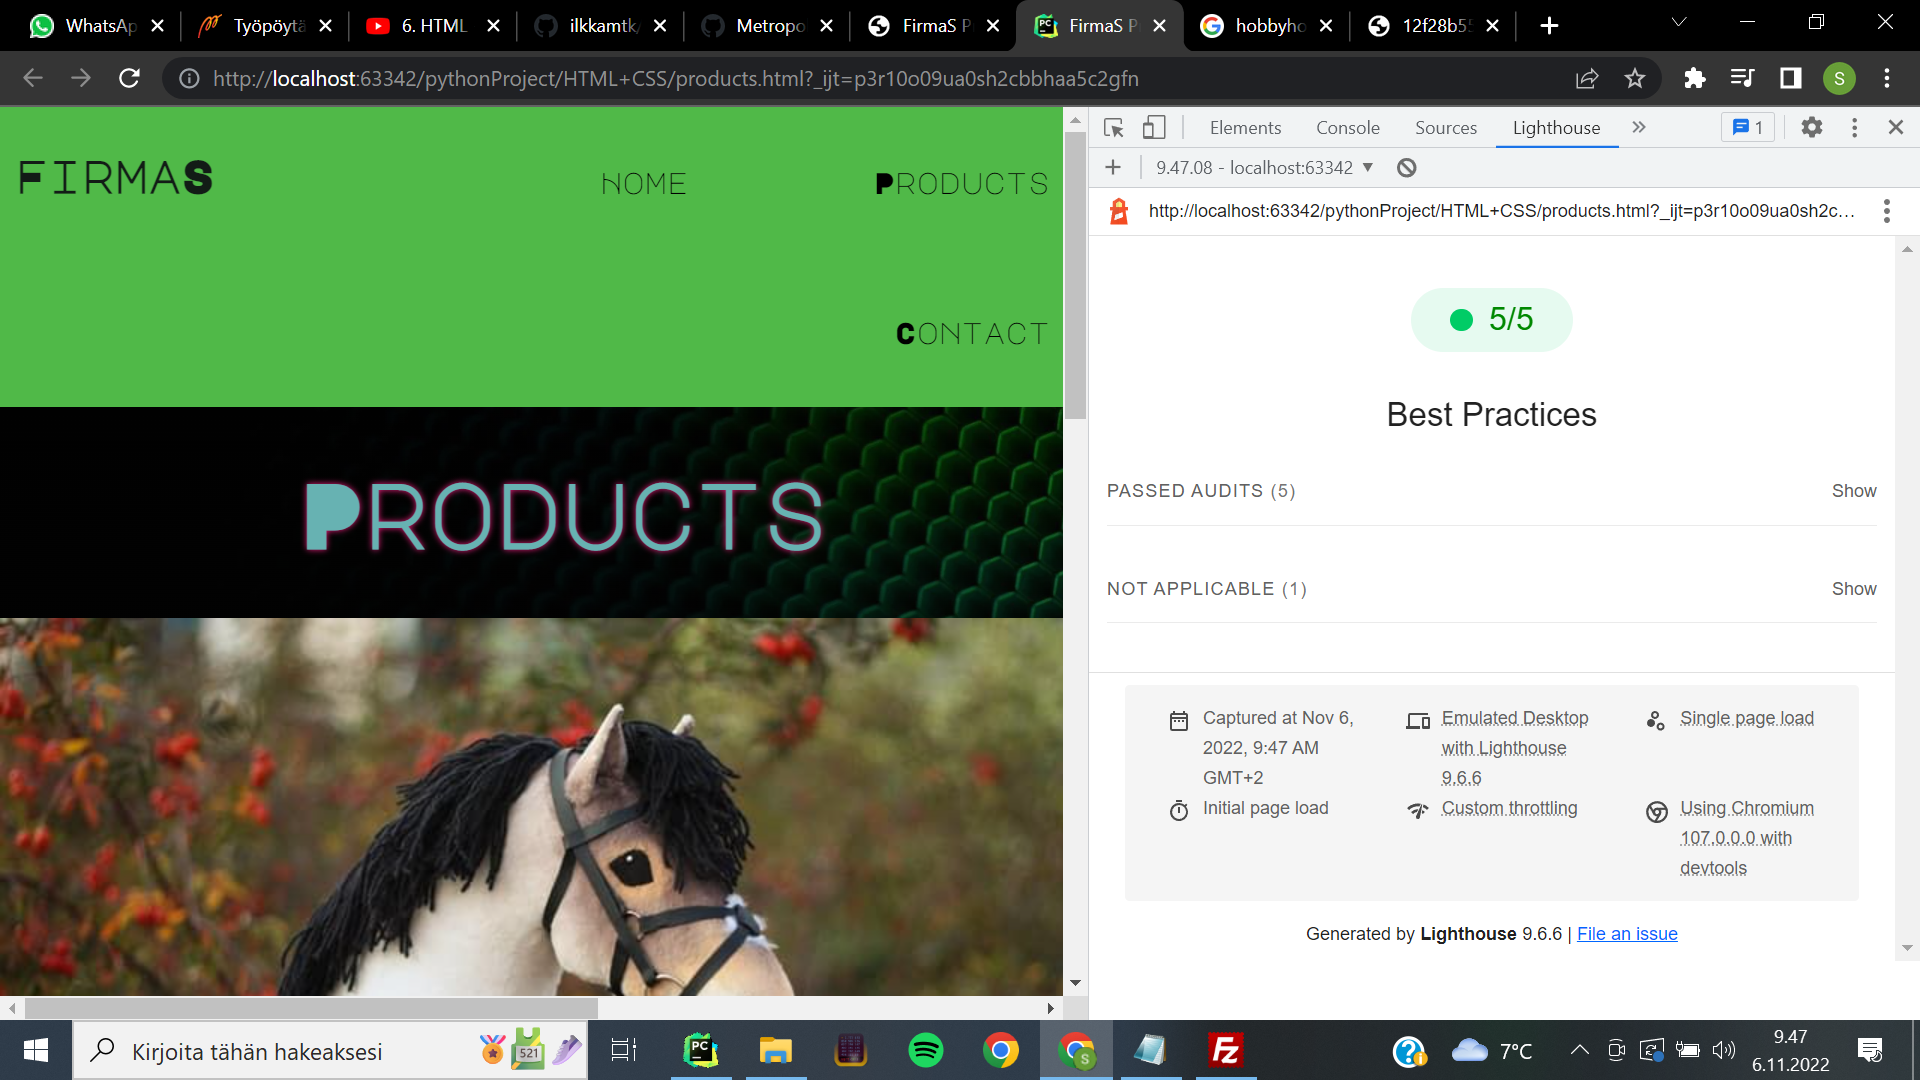 WhatsAp
Työpöytä
6. HTML
ilkkamtk/
Metropo
FirmaS P
FirmaS P
hobbyho
12f28b55
http://localhost:63342/pythonProject/HTML+CSS/products.html?_ijt=p3r10o09ua0sh2cbbhaa5c2gfn
S
FIRMAS
HOME
PRODUCTS
CONTACT
PRODUCTS
Elements
Console
Sources
Lighthouse
1
9.47.08 - localhost:63342
http://localhost:63342/pythonProject/HTML+CSS/products.html?_ijt=p3r10o09ua0sh2c...
5/5
Best Practices
PASSED AUDITS (5)
Show
NOT APPLICABLE (1)
Show
Captured at Nov 6,
2022, 9:47 AM
GMT+2
Emulated Desktop
with Lighthouse
9.6.6
Single page load
Initial page load
Custom throttling
Using Chromium
107.0.0.0 with
devtools
Generated by Lighthouse 9.6.6 | File an issue
Kirjoita tähän hakeaksesi
521
PC
S
FZ
7°C
9.47
6.11.2022